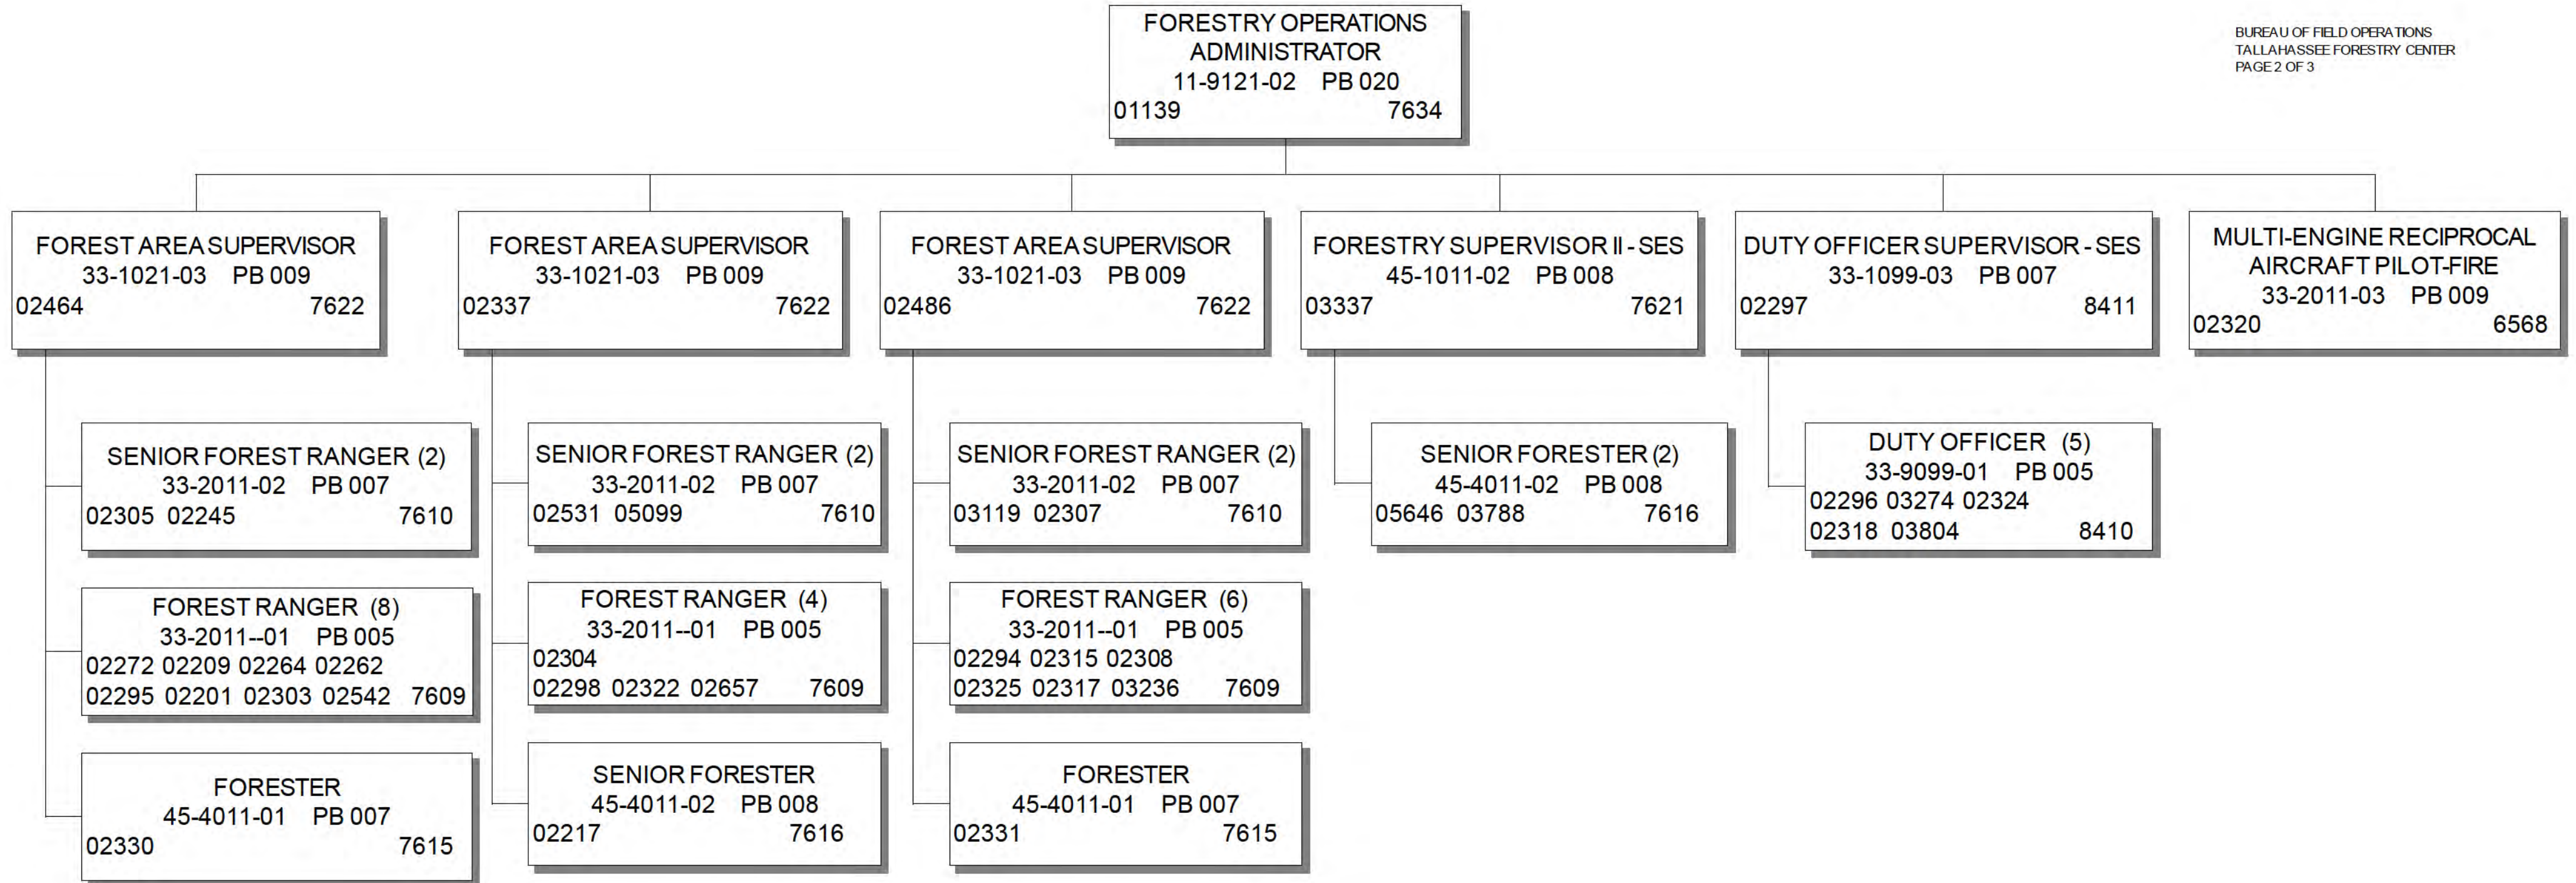 FORESTRY OPERATIONS
ADMINISTRATOR
11-9121-02 PB 020
01139 7634
BUREAU OF FIELD OPERATIONS
TALLAHASSEE FORESTRY CENTER
PAGE 2 OF 3
FOREST AREA SUPERVISOR
33-1021-03 PB 009
02464 7622
FOREST AREA SUPERVISOR
33-1021-03 PB 009
02337 7622
FOREST AREA SUPERVISOR
33-1021-03 PB 009
02486 7622
FORESTRY SUPERVISOR II - SES
45-1011-02 PB 008
03337 7621
DUTY OFFICER SUPERVISOR - SES
33-1099-03 PB 007
02297 8411
MULTI-ENGINE RECIPROCAL
AIRCRAFT PILOT-FIRE
33-2011-03 PB 009
02320 6568
SENIOR FOREST RANGER (2)
33-2011-02 PB 007
02305 02245 7610
SENIOR FOREST RANGER (2)
33-2011-02 PB 007
02531 05099 7610
SENIOR FOREST RANGER (2)
33-2011-02 PB 007
03119 02307 7610
SENIOR FORESTER (2)
45-4011-02 PB 008
05646 03788 7616
DUTY OFFICER (5)
33-9099-01 PB 005
02296 03274 02324
02318 03804 8410
FOREST RANGER (8)
33-2011--01 PB 005
02272 02209 02264 02262
02295 02201 02303 02542 7609
FOREST RANGER (4)
33-2011--01 PB 005
02304
02298 02322 02657 7609
FOREST RANGER (6)
33-2011--01 PB 005
02294 02315 02308
02325 02317 03236 7609
FORESTER
45-4011-01 PB 007
02330 7615
SENIOR FORESTER
45-4011-02 PB 008
02217 7616
FORESTER
45-4011-01 PB 007
02331 7615